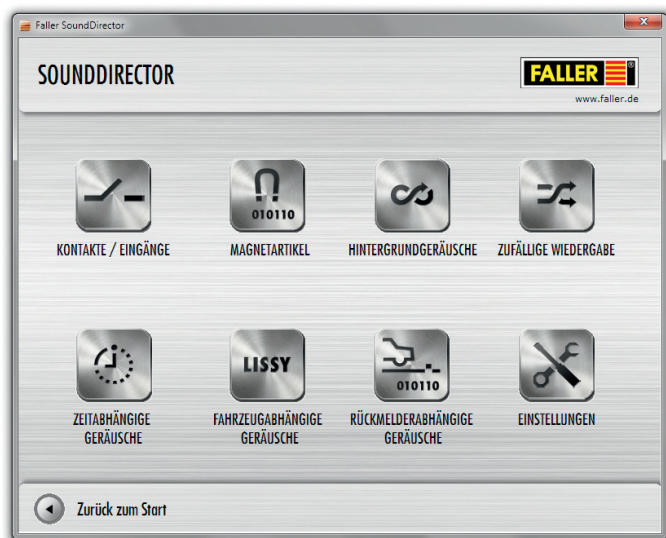 Faller SoundDirector
SOUNDDIRECTOR
FALLER
®
www.faller.de
010110
KONTAKTE / EINGÄNGE
MAGNETARTIKEL
HINTERGRUNDGERÄUSCHE
ZUFÄLLIGE WIEDERGABE
LISSY
010110
ZEITABHÄNGIGE
GERÄUSCHE
FAHRZEUGABHÄNGIGE
GERÄUSCHE
RÜCKMELDERABHÄNGIGE
GERÄUSCHE
EINSTELLUNGEN
Zurück zum Start